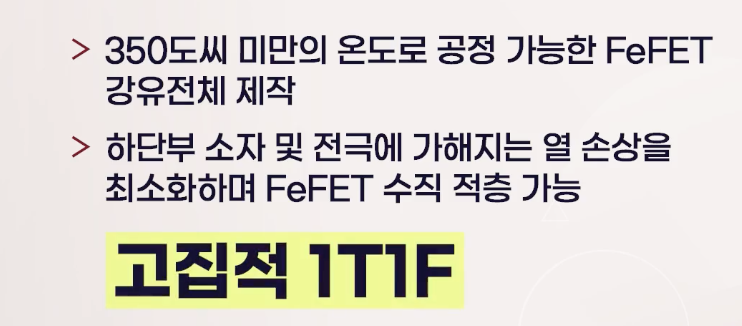 > 350도씨 미만의 온도로 공정 가능한 FeFET
강유전체 제작
> 하단부 소자 및 전극에 가해지는 열 손상을
최소화하며 FeFET 수직 적층 가능
고집적 1T1F